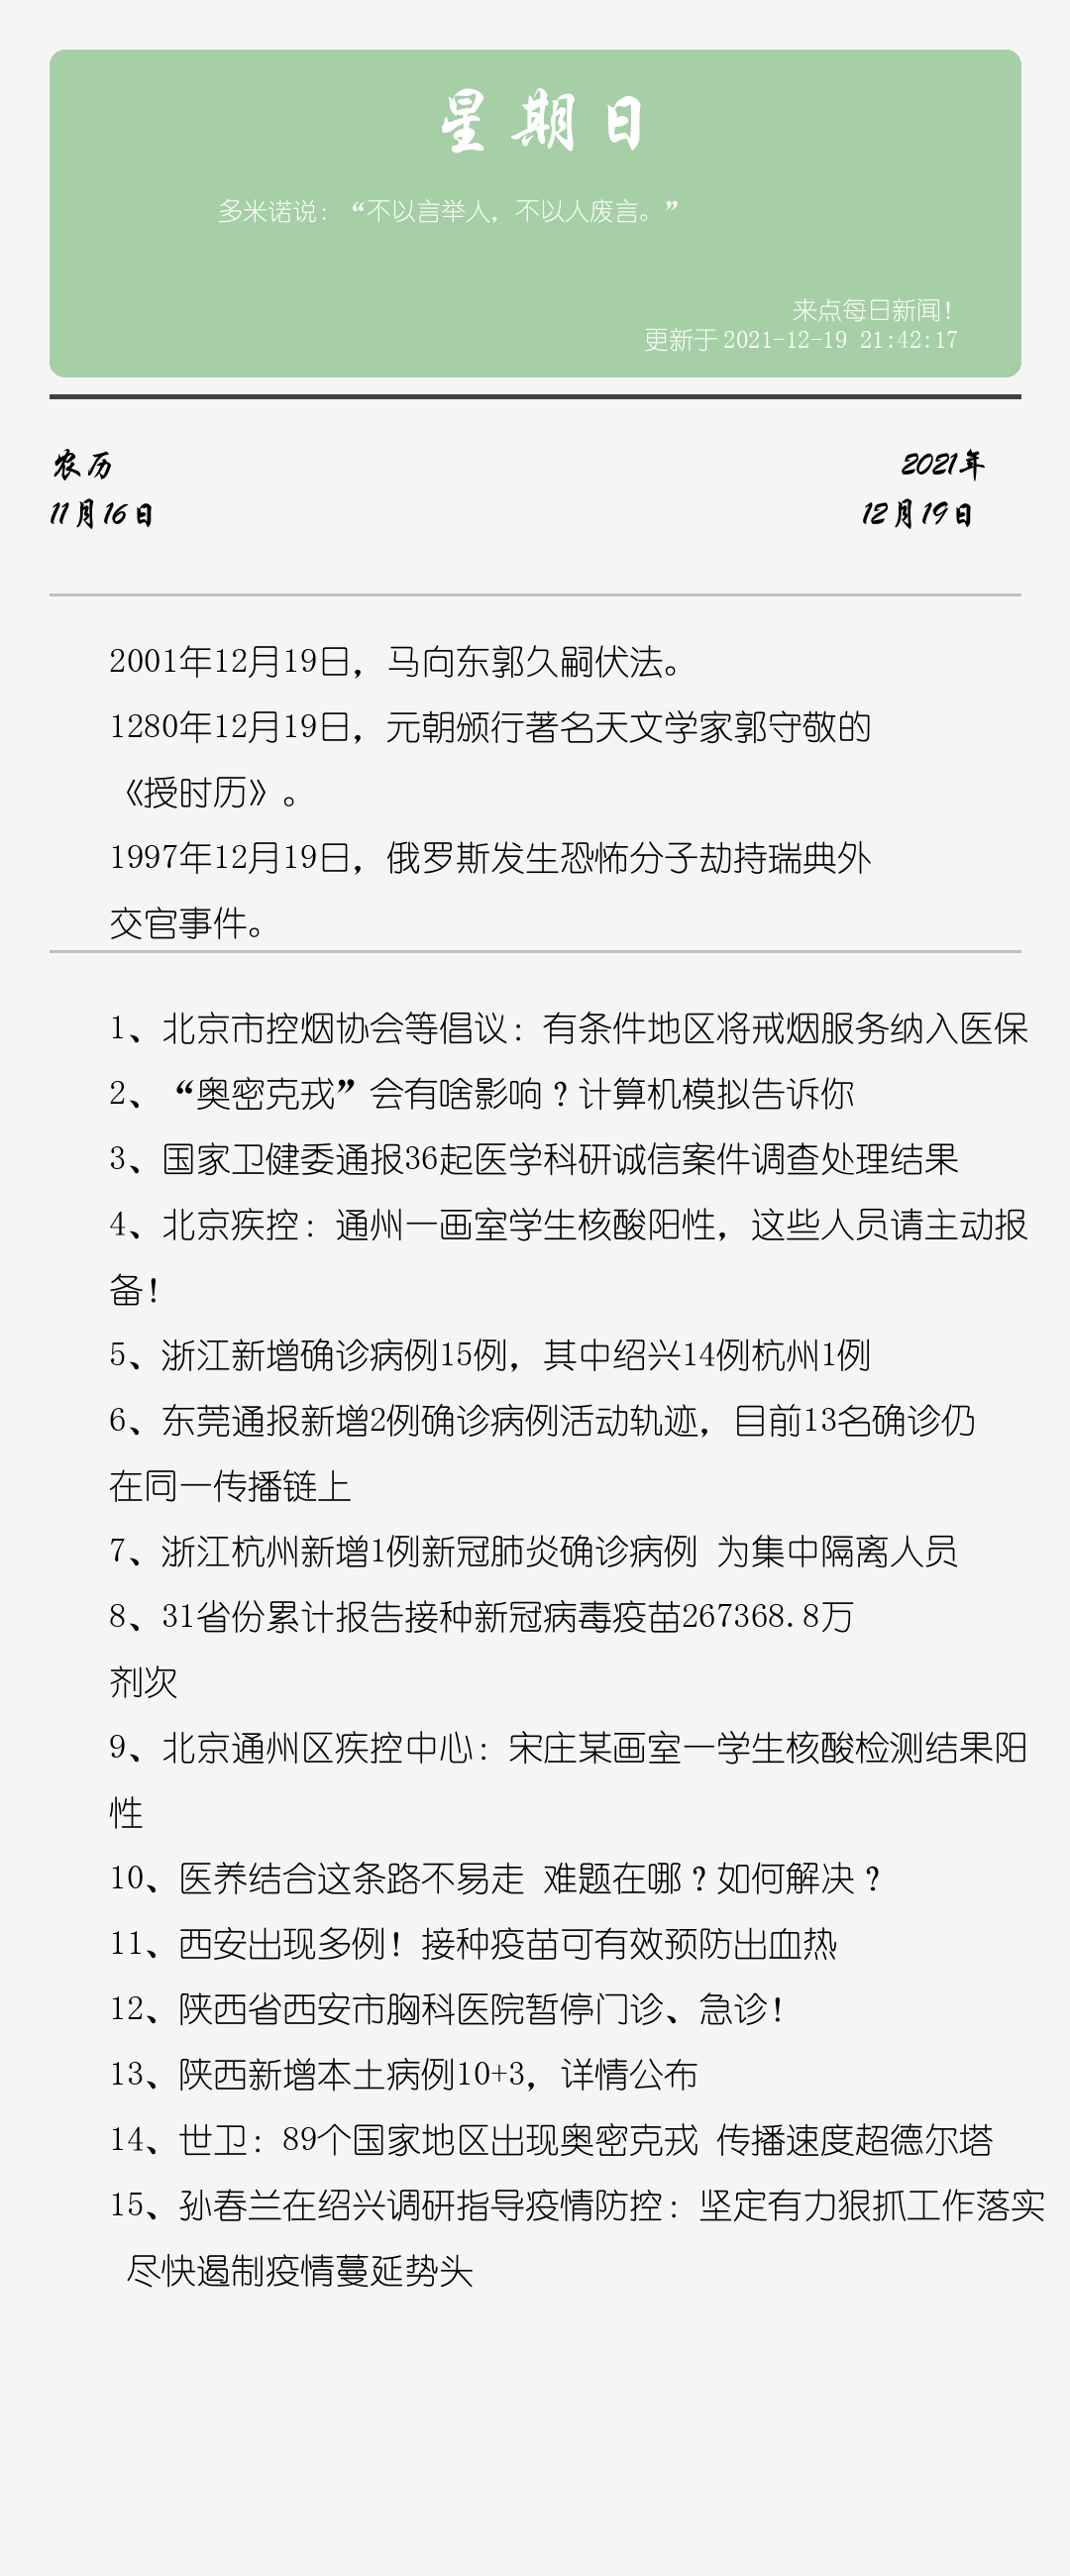 星期日
多米诺说：“不以言举人，不以人废言。”
来点每日新闻！
更新于 2021-12-19 21:42:17
农历
2021年
11月16日
12月19日
2001年12月19日，马向东郭久嗣伏法。
1280年12月19日，元朝颁行著名天文学家郭守敬的
《授时历》。
1997年12月19日，俄罗斯发生恐怖分子劫持瑞典外
交官事件。
1、北京市控烟协会等倡议：有条件地区将戒烟服务纳入医保
2、“奥密克戎”会有啥影响？计算机模拟告诉你
3、国家卫健委通报36起医学科研诚信案件调查处理结果
4、北京疾控：通州一画室学生核酸阳性，这些人员请主动报
备！
5、浙江新增确诊病例15例，其中绍兴14例杭州1例
6、东莞通报新增2例确诊病例活动轨迹，目前13名确诊仍
在同一传播链上
7、浙江杭州新增1例新冠肺炎确诊病例 为集中隔离人员
8、31省份累计报告接种新冠病毒疫苗267368.8万
剂次
9、北京通州区疾控中心：宋庄某画室一学生核酸检测结果阳
性
10、医养结合这条路不易走 难题在哪？如何解决？
11、西安出现多例！接种疫苗可有效预防出血热
12、陕西省西安市胸科医院暂停门诊、急诊！
13、陕西新增本土病例10+3，详情公布
14、世卫：89个国家地区出现奥密克戎 传播速度超德尔塔
15、孙春兰在绍兴调研指导疫情防控：坚定有力狠抓工作落实
尽快遏制疫情蔓延势头